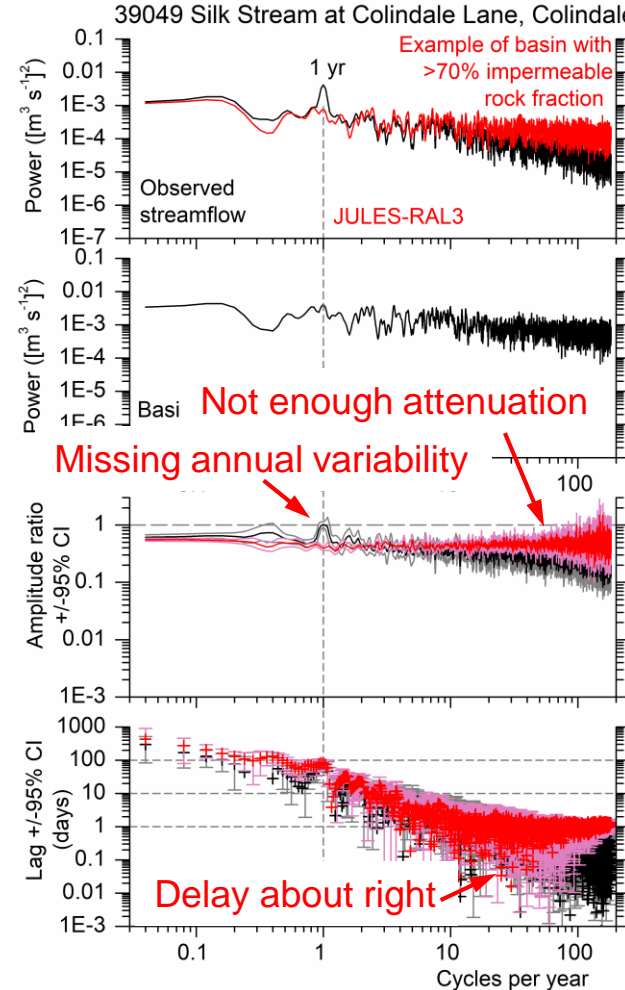 39049 Silk Stream at Colindale Lane, Colindale
0.1
0.01
1E-3
1E-4
1E-5
1E-6
1E-7
Power ([m³ s⁻¹]²)
1 yr
Example of basin with
>70% impermeable
rock fraction
Observed
streamflow
JULES-RAL3
0.1
0.01
1E-3
1E-4
1E-5
1E-6
Power ([m³ s⁻¹]²)
Basi
Not enough attenuation
Missing annual variability
100
1
0.1
0.01
1E-3
Amplitude ratio
+/-95% CI
1000
100
10
1
0.1
0.01
1E-3
Lag +/-95% CI
(days)
Delay about right
0.1
1
10
100
Cycles per year